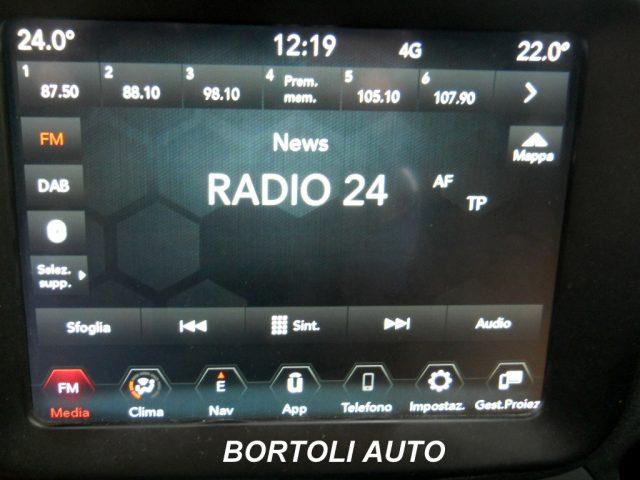 24.0° 12:19 4G 22.0°
1 2 3 4 5 6
87.50 88.10 98.10 Prem. mem. 105.10 107.90
FM News Mappa
DAB RADIO 24 AF TP
Selez. supp.
Sfoglia Sint. Audio
FM E
Media Clima Nav App Telefono Impostaz. Gest.Proiez
BORTOLI AUTO